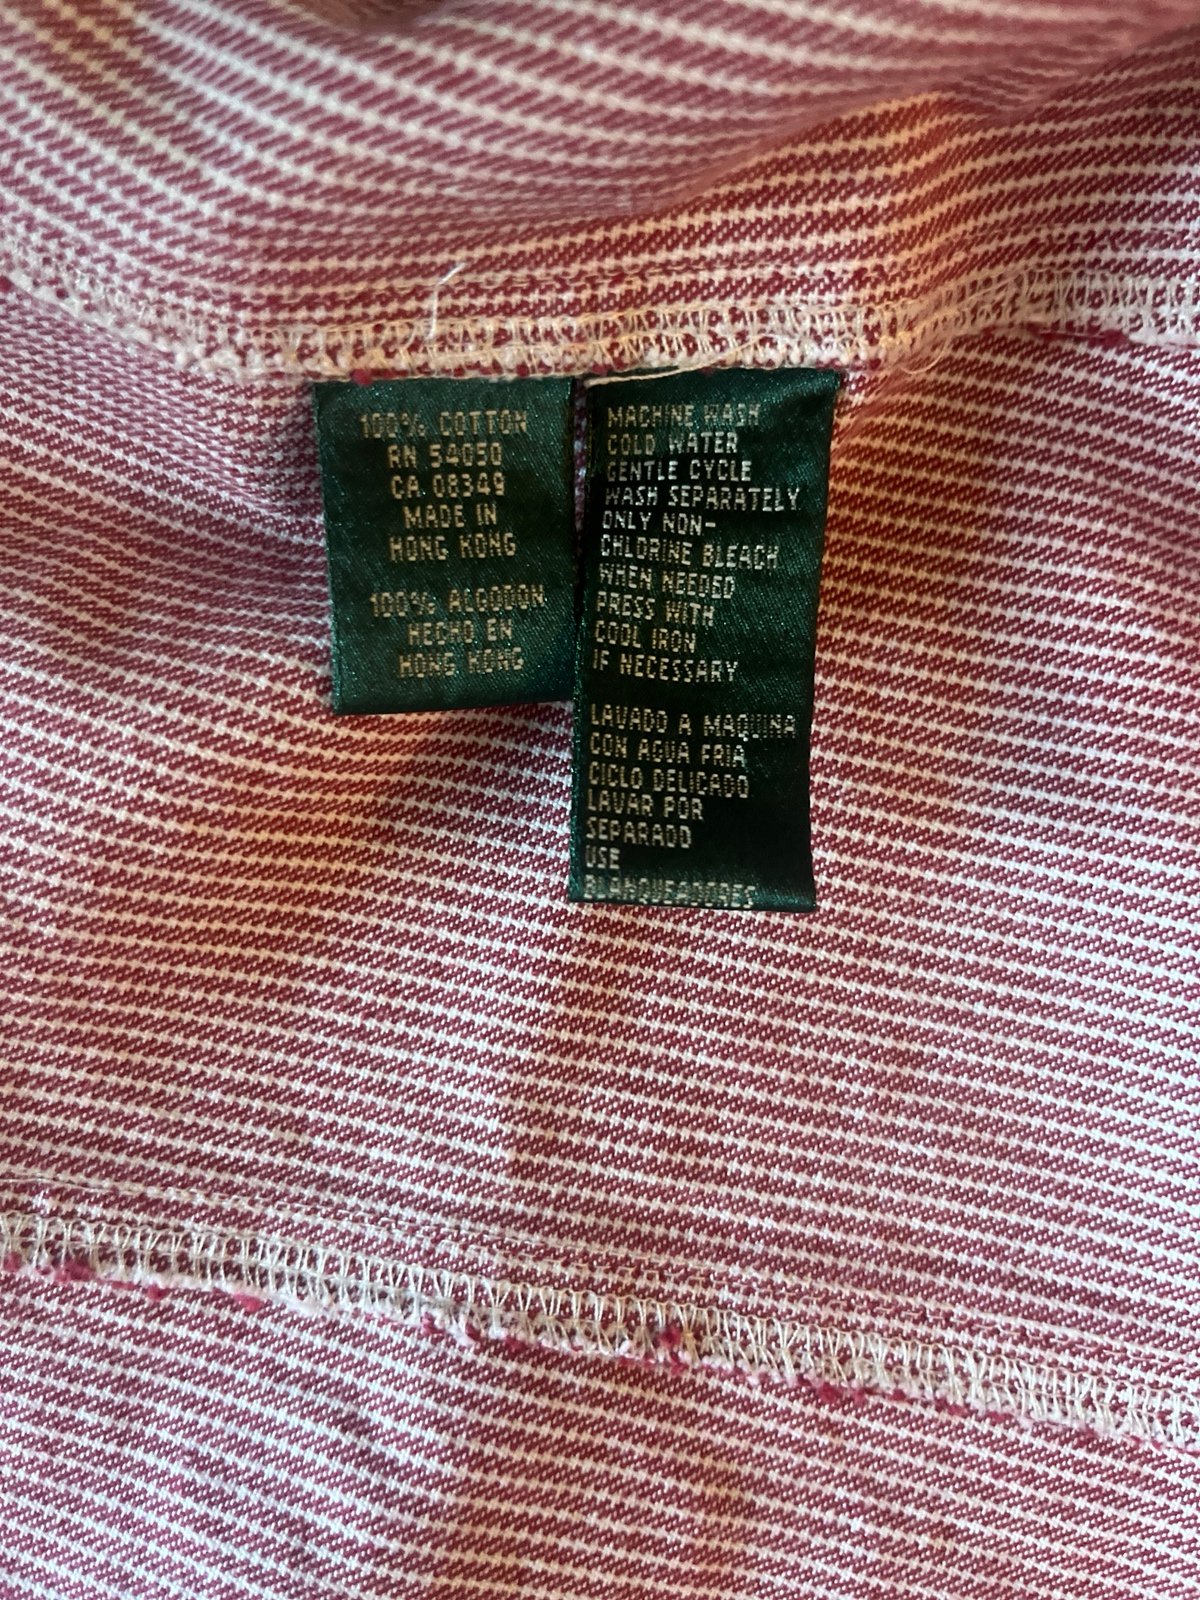 100% COTTON
RN 54050
CA 08349
MADE IN
HONG KONG
100% ALGODON
HECHO EN
HONG KONG
MACHINE WASH
COLD WATER
GENTLE CYCLE
WASH SEPARATELY
ONLY NON-
CHLORINE BLEACH
WHEN NEEDED
PRESS WITH
COOL IRON
IF NECESSARY
LAVADO A MAQUINA
CON AGUA FRIA
CICLO DELICADO
LAVAR POR
SEPARADO
USE
BLANQUEADORES